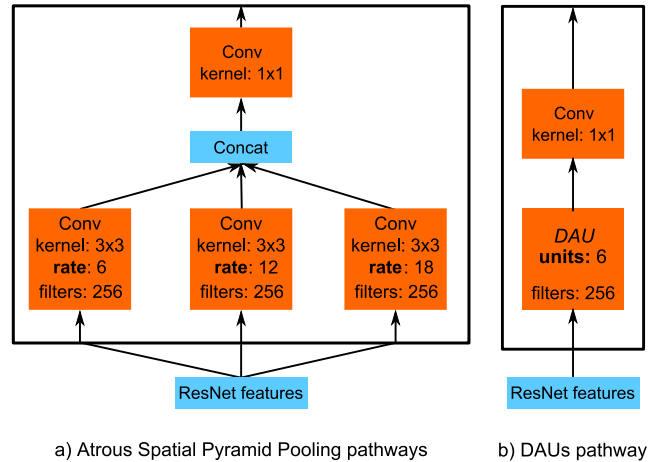 Conv
kernel: 1x1
Concat
Conv
kernel: 3x3
rate: 6
filters: 256
Conv
kernel: 3x3
rate: 12
filters: 256
Conv
kernel: 3x3
rate: 18
filters: 256
ResNet features
a) Atrous Spatial Pyramid Pooling pathways
Conv
kernel: 1x1
DAU
units: 6
filters: 256
ResNet features
b) DAUs pathway